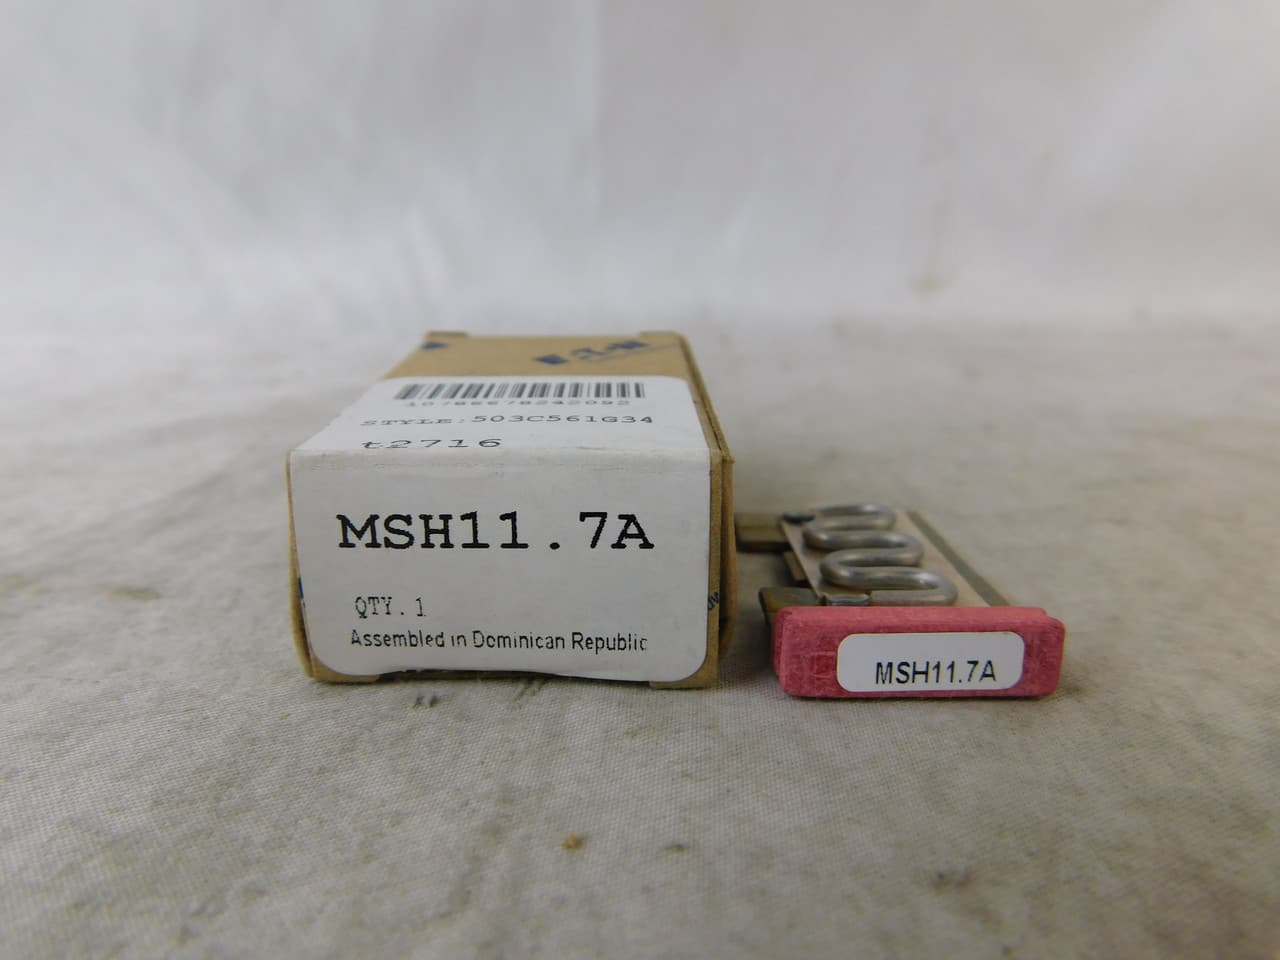 STYLE:503C561G34
t2716
MSH11.7A
QTY. 1
Assembled in Dominican Republic
MSH11.7A